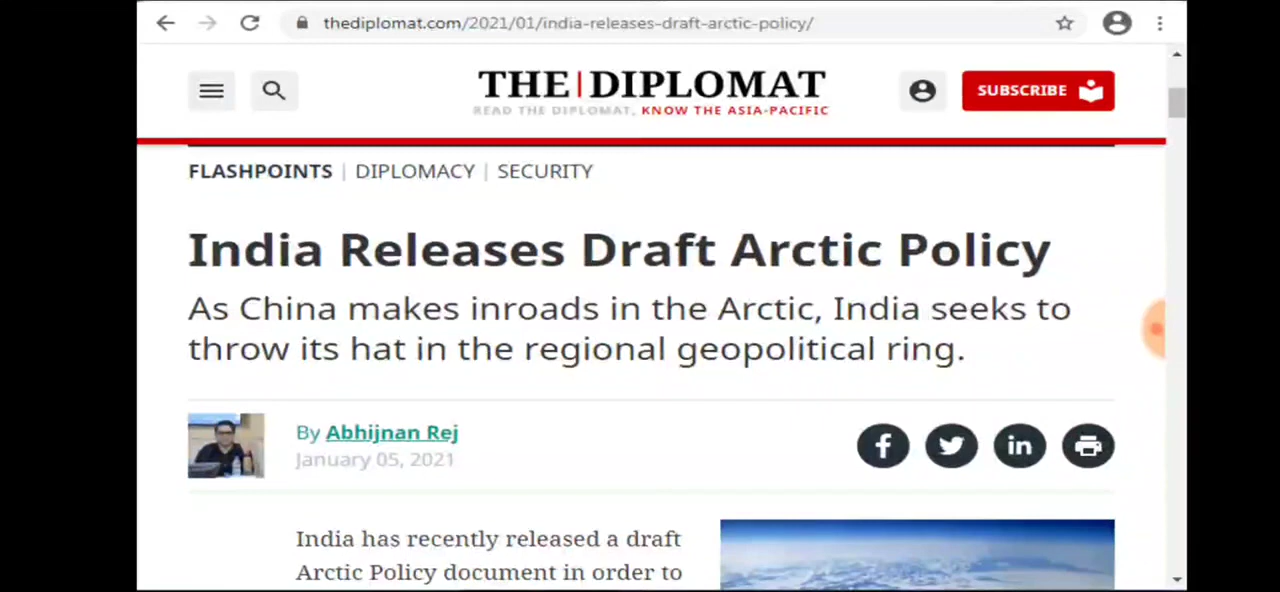 thediplomat.com/2021/01/india-releases-draft-arctic-policy/
THE|DIPLOMAT
READ THE DIPLOMAT, KNOW THE ASIA-PACIFIC
SUBSCRIBE
FLASHPOINTS | DIPLOMACY | SECURITY
India Releases Draft Arctic Policy
As China makes inroads in the Arctic, India seeks to
throw its hat in the regional geopolitical ring.
By Abhijnan Rej
January 05, 2021
India has recently released a draft
Arctic Policy document in order to